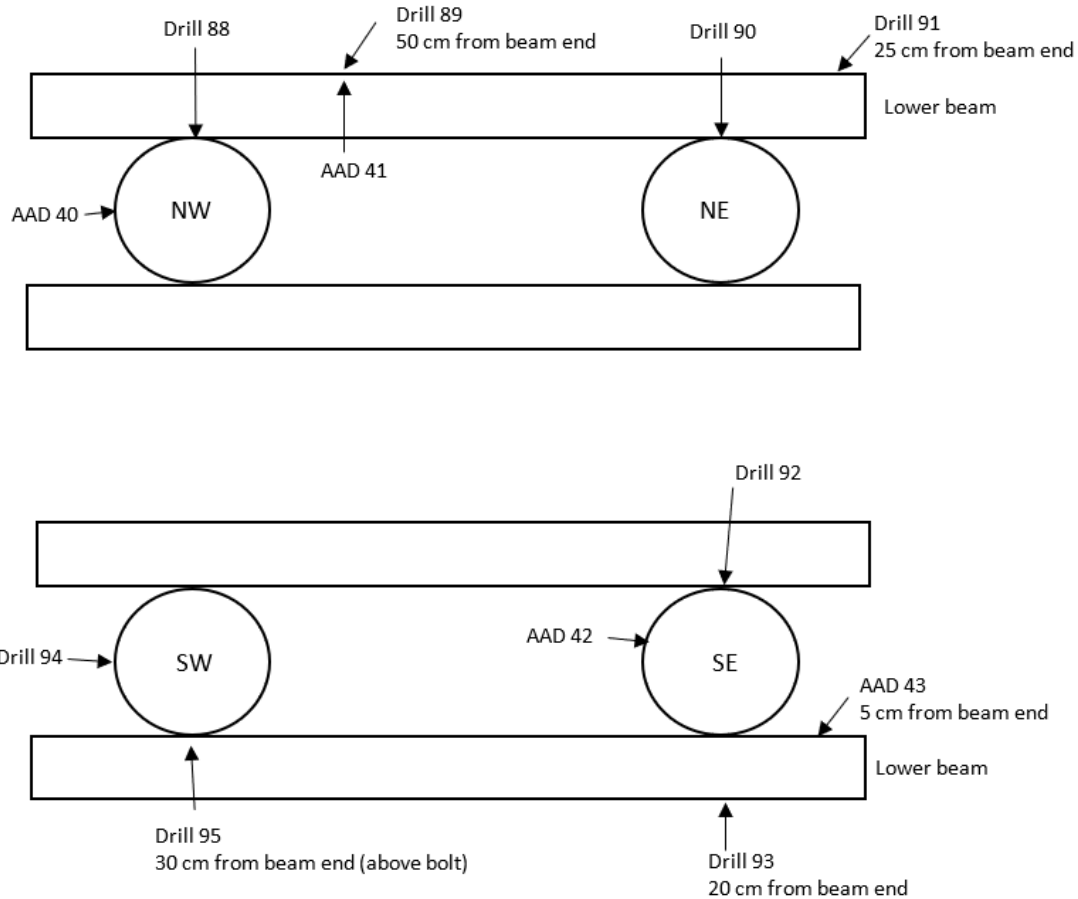 Drill 88
Drill 89
50 cm from beam end
Drill 90
Drill 91
25 cm from beam end
Lower beam
AAD 41
AAD 40
NW
NE
Drill 92
AAD 42
Drill 94
SW
SE
AAD 43
5 cm from beam end
Lower beam
Drill 95
30 cm from beam end (above bolt)
Drill 93
20 cm from beam end